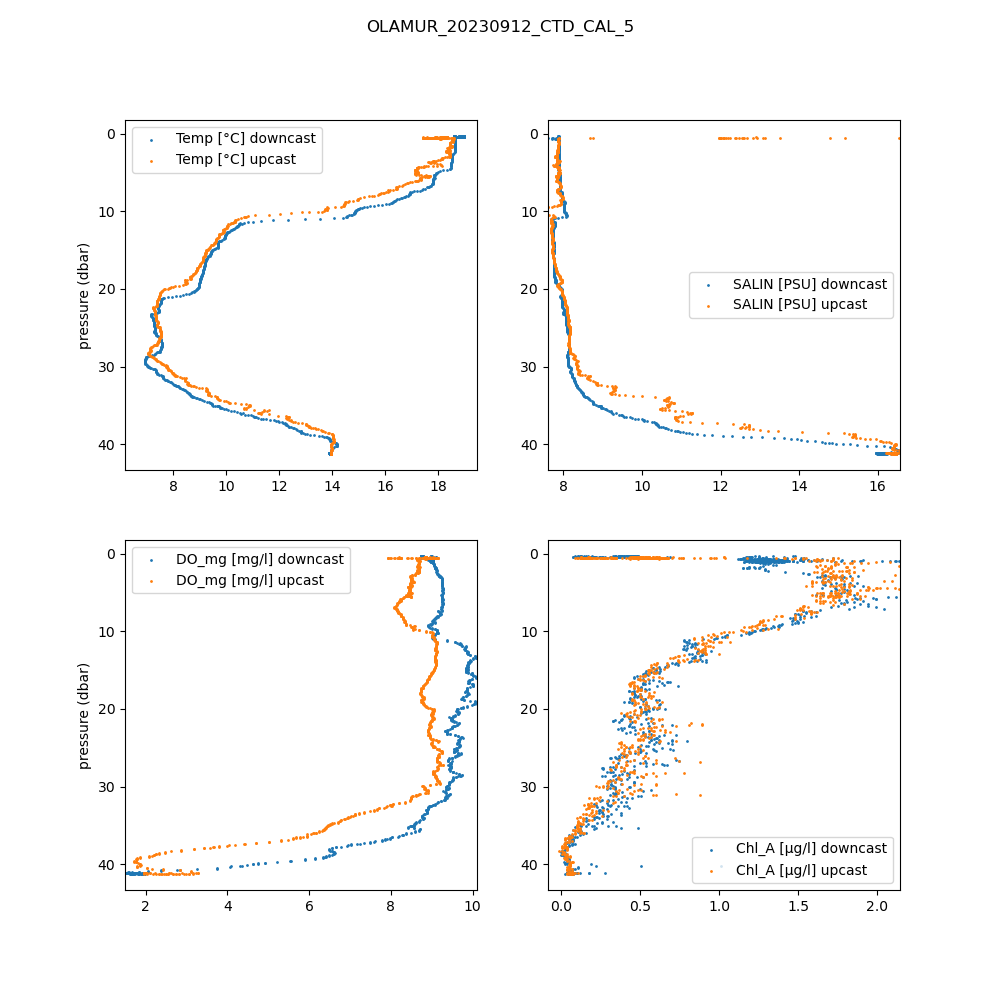 OLAMUR_20230912_CTD_CAL_5
0
10
20
30
40
pressure (dbar)
Temp [°C] downcast
Temp [°C] upcast
8 10 12 14 16 18
0
10
20
30
40
SALIN [PSU] downcast
SALIN [PSU] upcast
8 10 12 14 16
0
10
20
30
40
pressure (dbar)
DO_mg [mg/l] downcast
DO_mg [mg/l] upcast
2 4 6 8 10
0
10
20
30
40
Chl_A [µg/l] downcast
Chl_A [µg/l] upcast
0.0 0.5 1.0 1.5 2.0